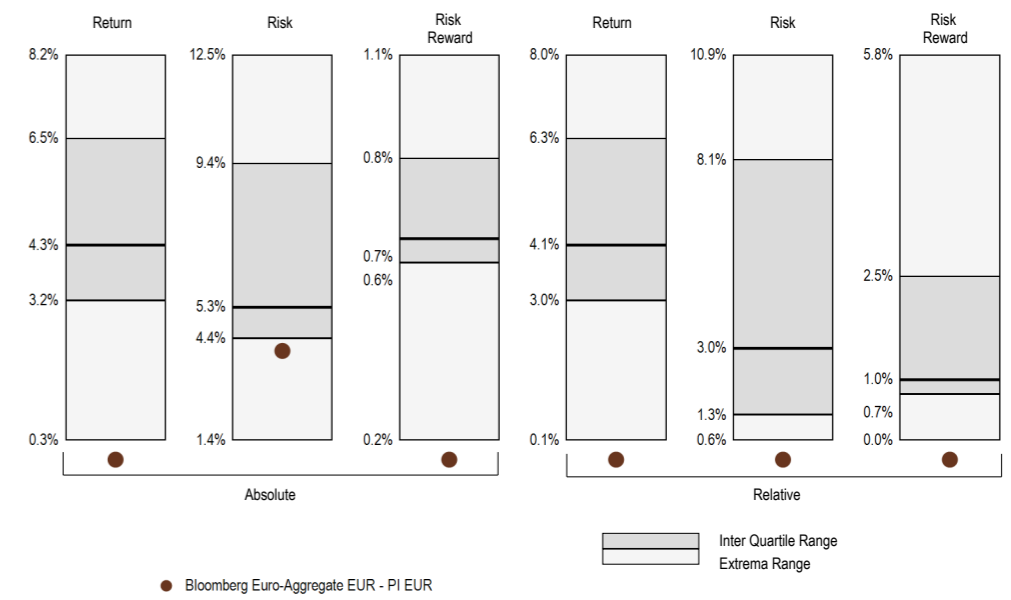 Return
Risk
Risk
Reward
Return
Risk
Risk
Reward
8.2%
6.5%
4.3%
3.2%
0.3%
12.5%
9.4%
5.3%
4.4%
1.4%
1.1%
0.8%
0.7%
0.6%
0.2%
8.0%
6.3%
4.1%
3.0%
0.1%
10.9%
8.1%
3.0%
1.3%
0.6%
5.8%
2.5%
1.0%
0.7%
0.0%
Absolute
Relative
Inter Quartile Range
Extrema Range
Bloomberg Euro-Aggregate EUR - PI EUR